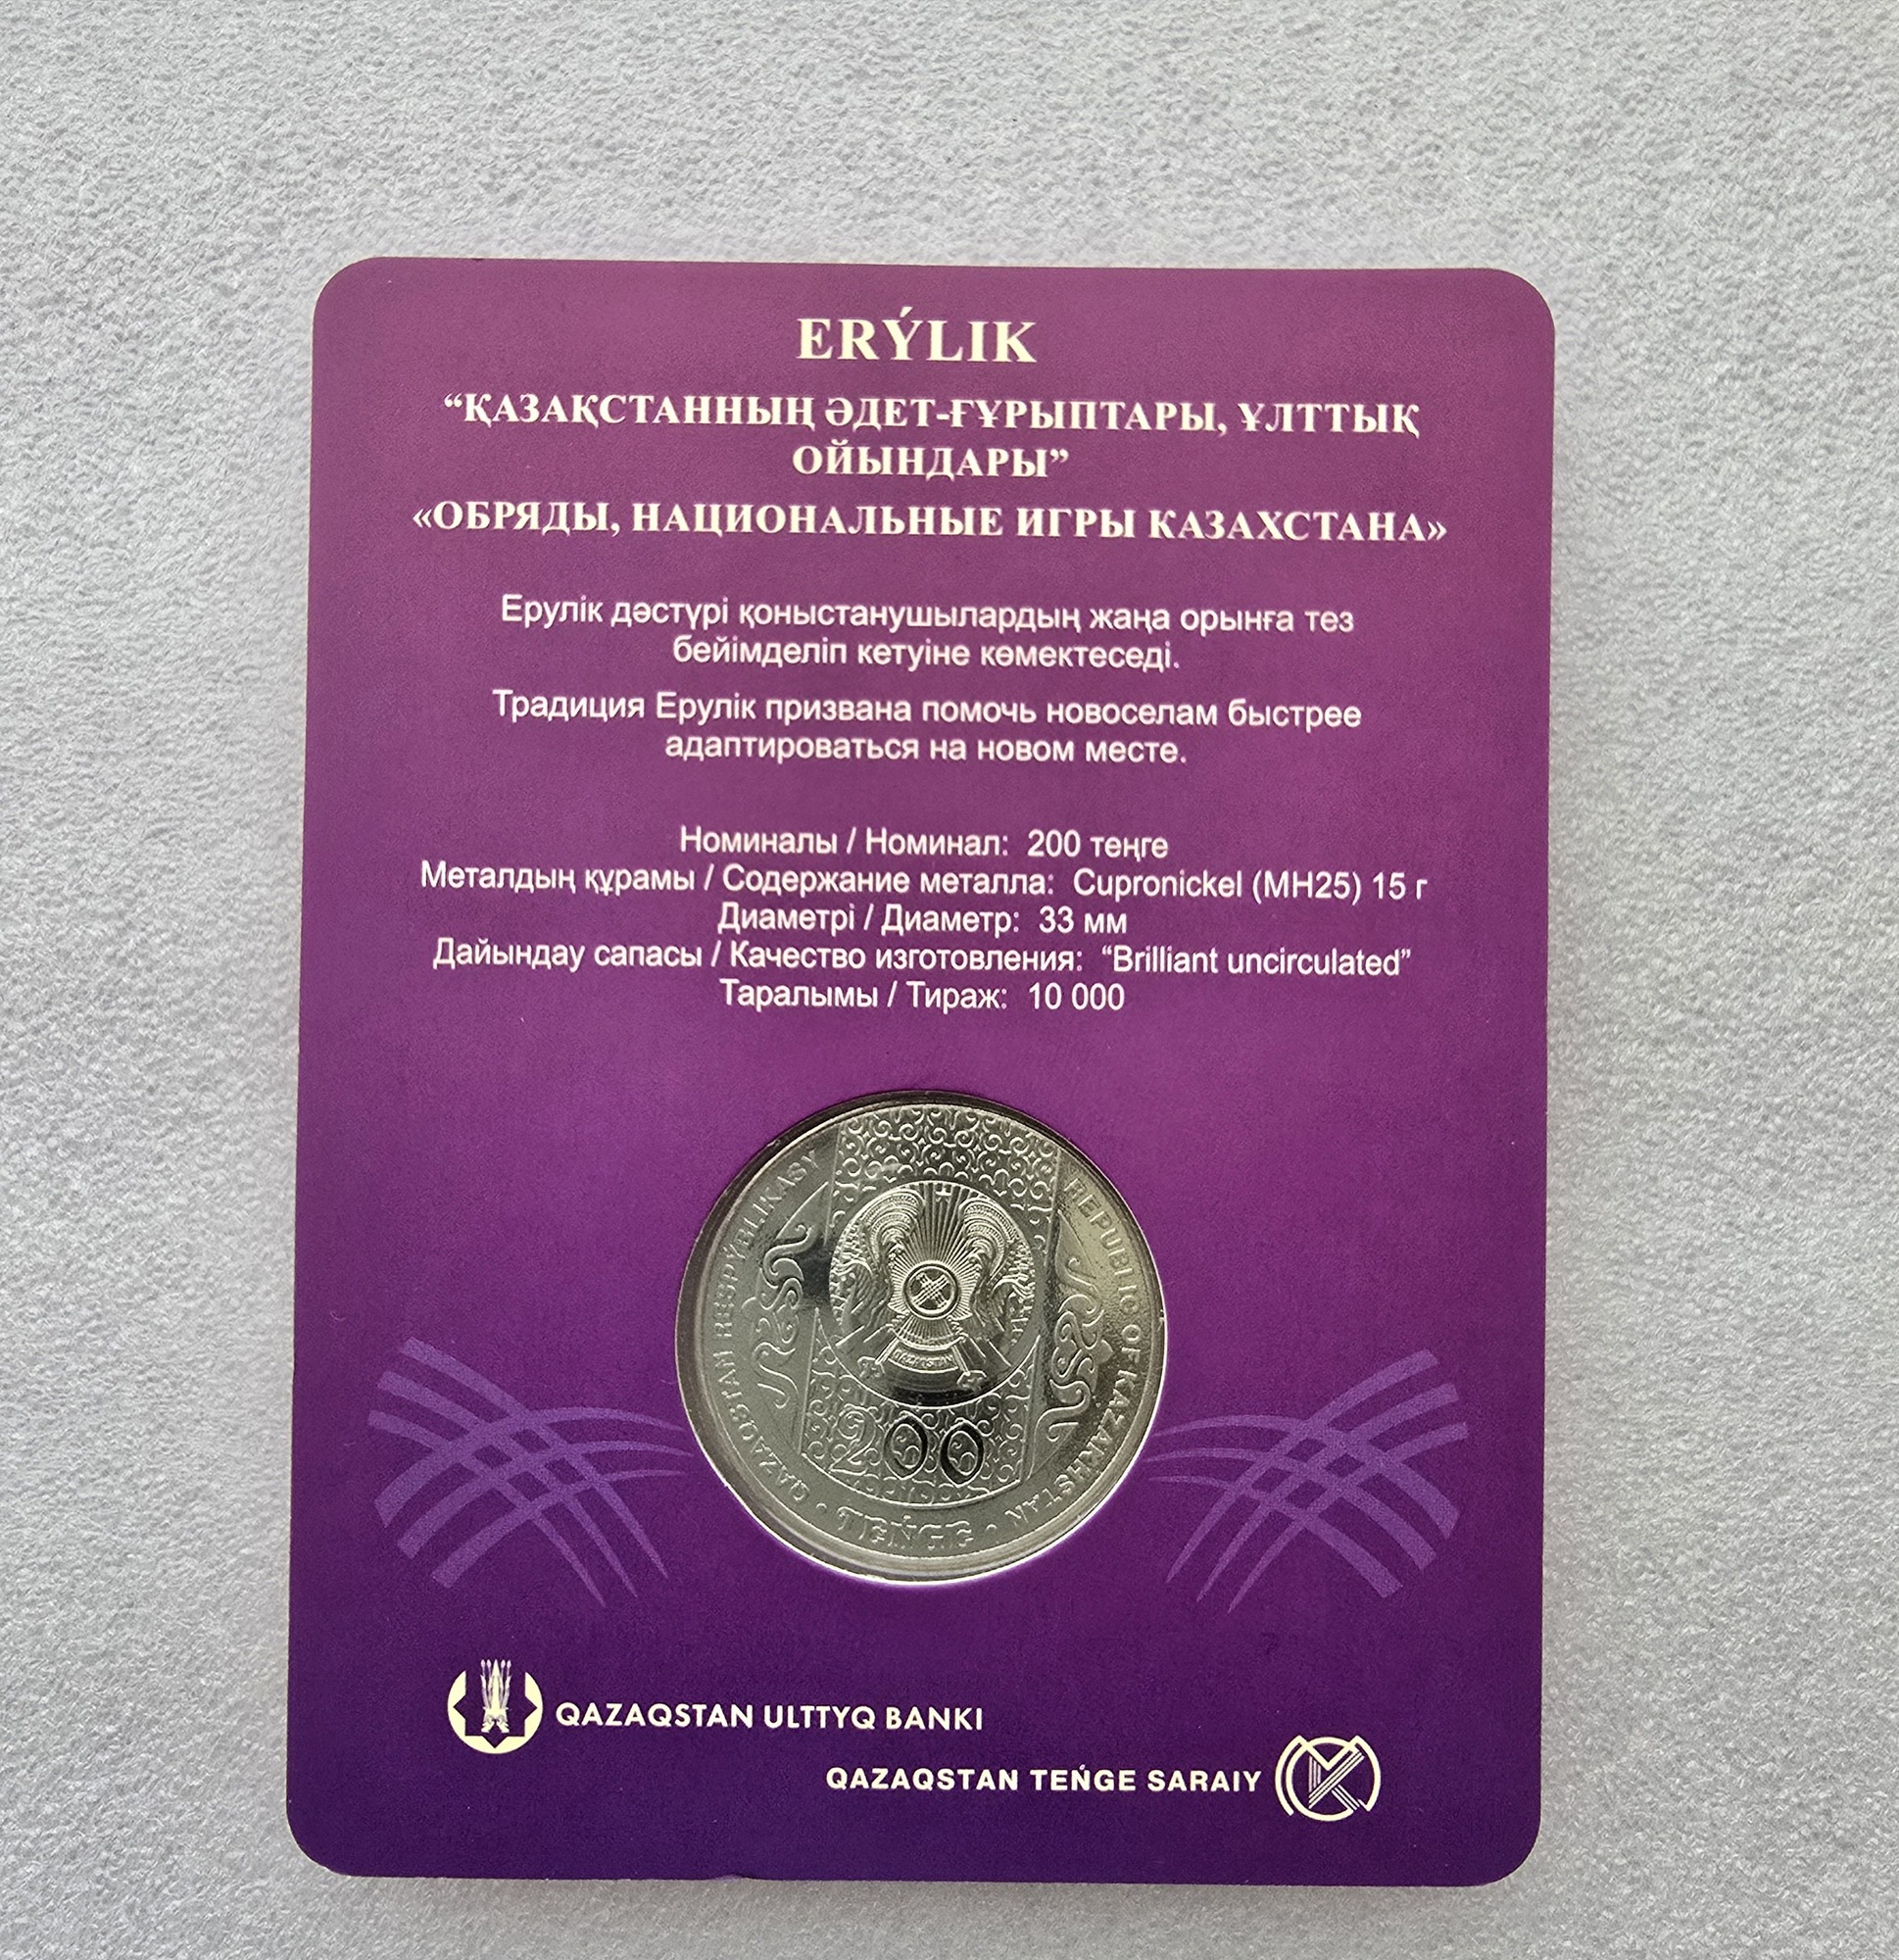 ERÝLIK
“ҚАЗАҚСТАННЫҢ ӘДЕТ-ҒҰРЫПТАРЫ, ҰЛТТЫҚ
ОЙЫНДАРЫ”
«ОБРЯДЫ, НАЦИОНАЛЬНЫЕ ИГРЫ КАЗАХСТАНА»
Ерулік дәстүрі қоныстанушылардың жаңа орынға тез
бейімделіп кетуіне көмектеседі.
Традиция Ерулік призвана помочь новоселам быстрее
адаптироваться на новом месте.
Номиналы / Номинал: 200 теңге
Металдың құрамы / Содержание металла: Cupronickel (МН25) 15 г
Диаметрі / Диаметр: 33 мм
Дайындау сапасы / Качество изготовления: “Brilliant uncirculated”
Таралымы / Тираж: 10 000
QAZAQSTAN RESPÝBLIKASY
REPUBLIC OF KAZAKHSTAN
QAZAQSTAN
200
• TEŃGE •
QAZAQSTAN ULTTYQ BANKI
QAZAQSTAN TEŃGE SARAIY